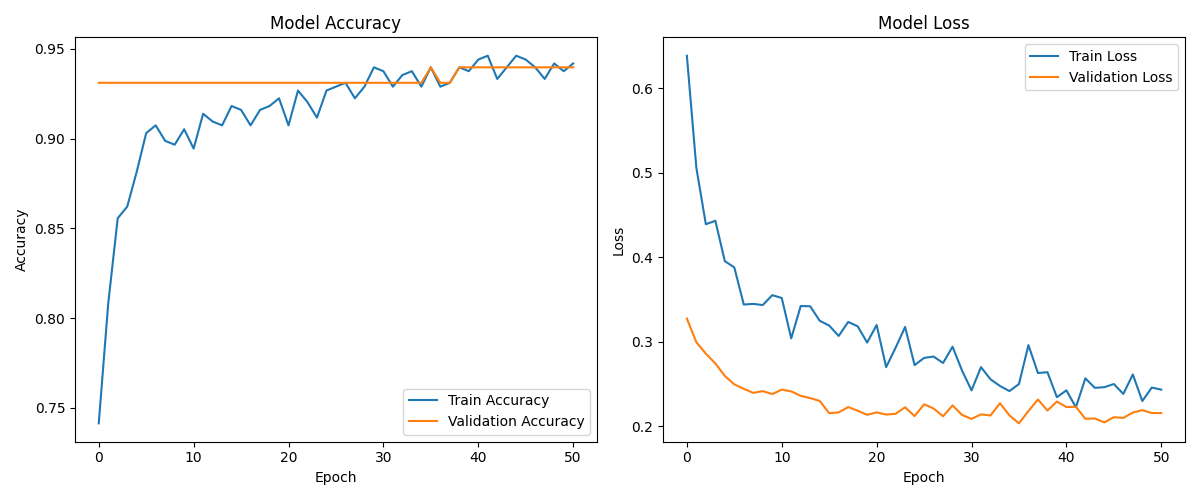 Model Accuracy
Accuracy
0.95
0.90
0.85
0.80
0.75
0 10 20 30 40 50
Epoch
Train Accuracy
Validation Accuracy
Model Loss
Loss
0.6
0.5
0.4
0.3
0.2
0 10 20 30 40 50
Epoch
Train Loss
Validation Loss